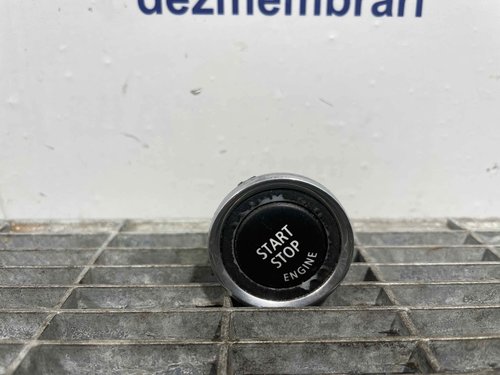 dezmembrari
START
STOP
ENGINE